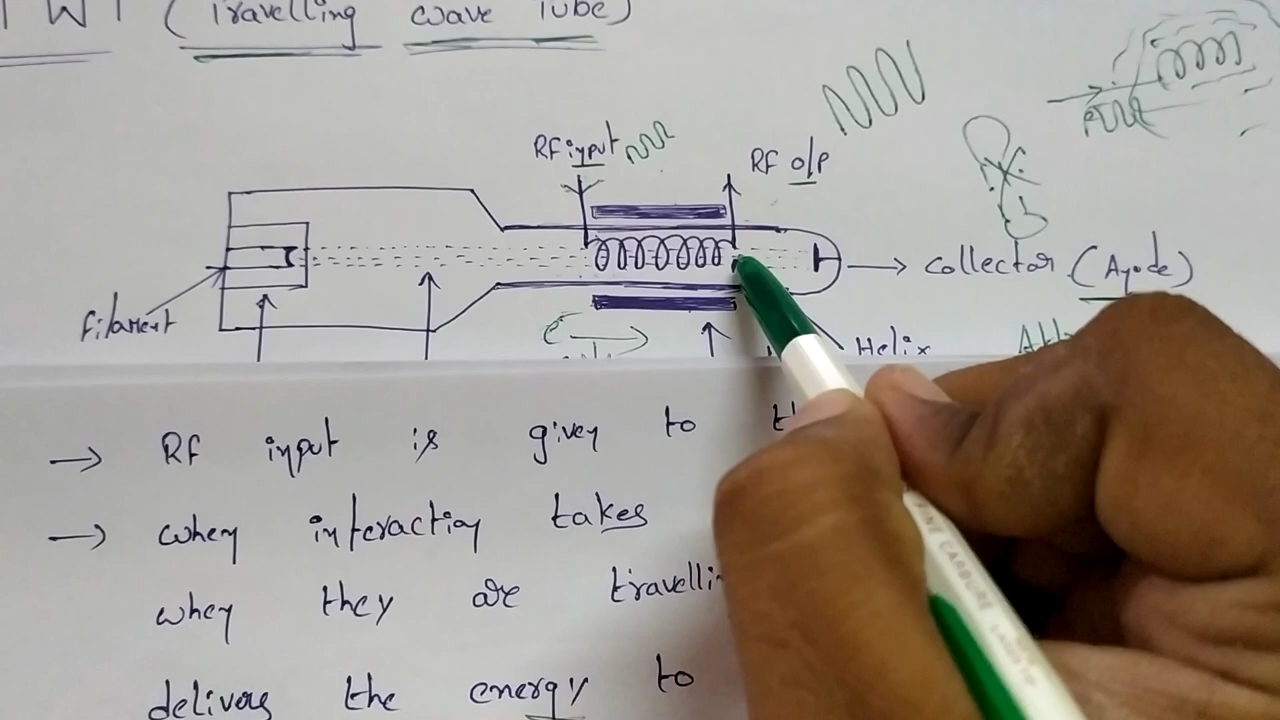 TWT (Travelling wave Tube)
RF input
RF o/p
collector (Anode)
filament
Helix
→ RF input is given to
→ when interaction takes
when they are
delivers the energy to